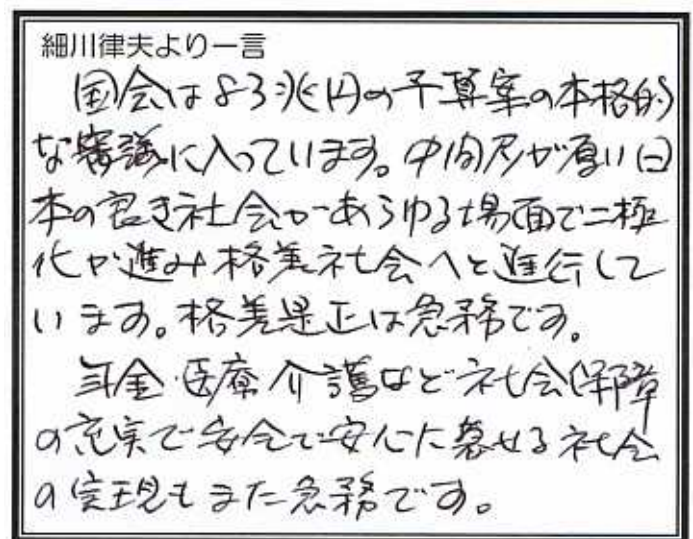 細川律夫より一言
国会は83兆円の予算案の本格的
な審議に入っています。中間層が厚い日
本の良き社会があらゆる場面で二極
化が進み格差社会へと進行して
います。格差是正は急務です。
年金・医療・介護など社会保障
の充実で安全で安心に暮せる社会
の実現もまた急務です。